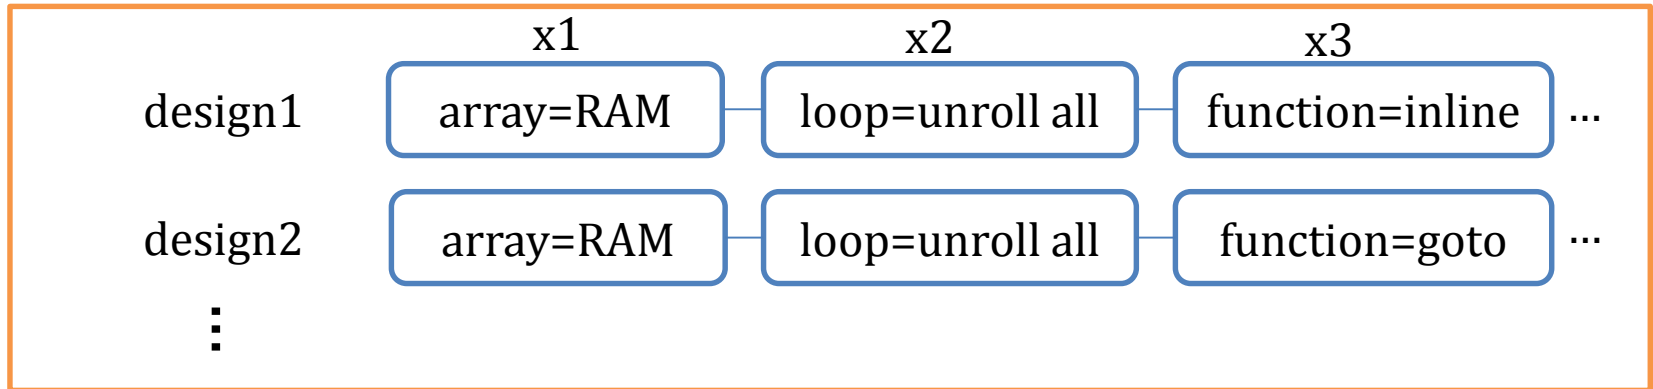 x1 x2 x3
design1 array=RAM loop=unroll all function=inline ...
design2 array=RAM loop=unroll all function=goto ...
⋮